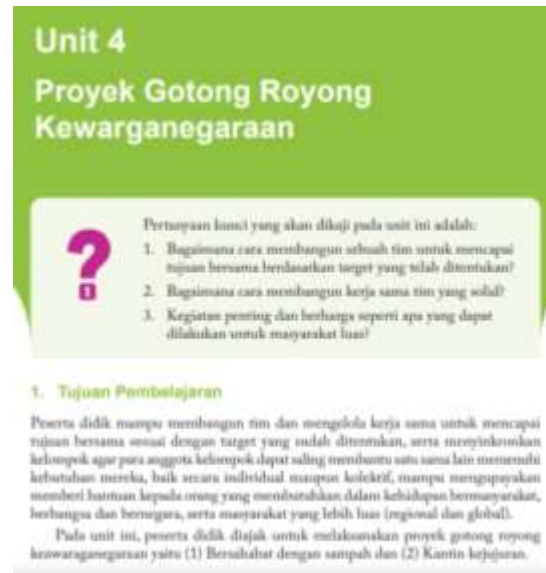 Unit 4
Proyek Gotong Royong
Kewarganegaraan
Pertanyaan kunci yang akan dikaji pada unit ini adalah:
1. Bagaimana cara membangun sebuah tim untuk mencapai
tujuan bersama berdasarkan target yang telah ditentukan?
2. Bagaimana cara membangun kerja sama tim yang solid?
3. Kegiatan penting dan berharga seperti apa yang dapat
dilakukan untuk masyarakat luas?
1. Tujuan Pembelajaran
Peserta didik mampu membangun tim dan mengelola kerja sama untuk mencapai
tujuan bersama sesuai dengan target yang sudah ditentukan, serta menyinkronkan
kelompok agar para anggota kelompok dapat saling membantu satu sama lain memenuhi
kebutuhan mereka, baik secara individual maupun kolektif, mampu mengupayakan
memberi bantuan kepada orang yang membutuhkan dalam kehidupan bermasyarakat,
berbangsa dan bernegara, serta masyarakat yang lebih luas (regional dan global).
Pada unit ini, peserta didik diajak untuk melaksanakan proyek gotong royong
kewaraganegaraan yaitu (1) Bersahabat dengan sampah dan (2) Kantin kejujuran.